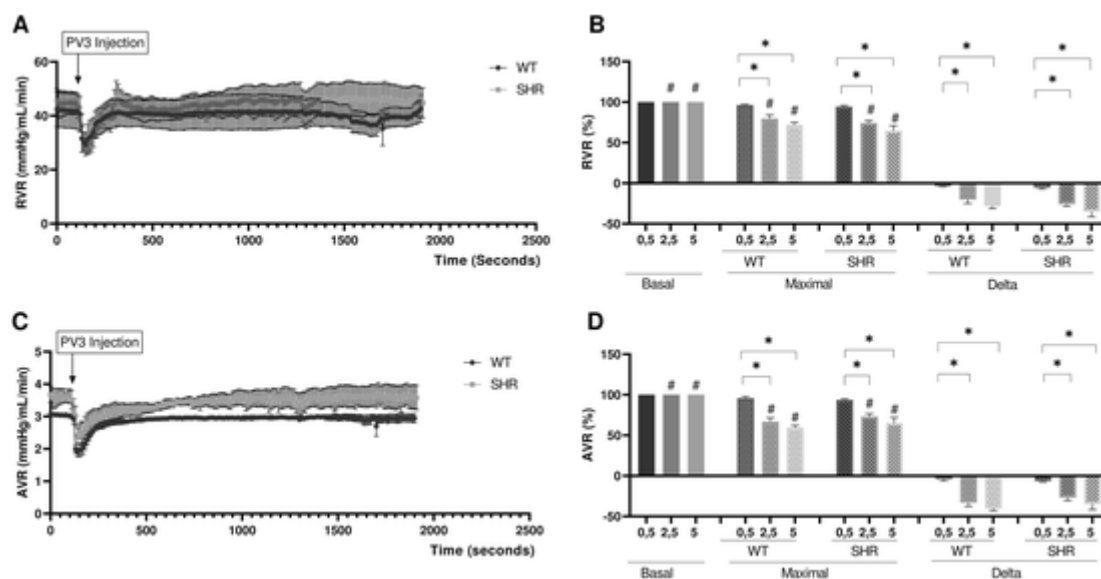 A
PV3 Injection
RVR (mmHg/mL/min)
60
40
20
0
0 500 1000 1500 2000 2500
Time (Seconds)
WT
SHR
B
RVR (%)
150
100
50
0
-50
* * * * * * * *
# # # # # #
0,5 2,5 5 0,5 2,5 5 0,5 2,5 5 0,5 2,5 5 0,5 2,5 5
WT SHR WT SHR
Basal Maximal Delta
C
PV3 Injection
AVR (mmHg/mL/min)
5
4
3
2
1
0
0 500 1000 1500 2000 2500
Time (seconds)
WT
SHR
D
AVR (%)
150
100
50
0
-50
* * * * * * * *
# # # # # #
0,5 2,5 5 0,5 2,5 5 0,5 2,5 5 0,5 2,5 5 0,5 2,5 5
WT SHR WT SHR
Basal Maximal Delta